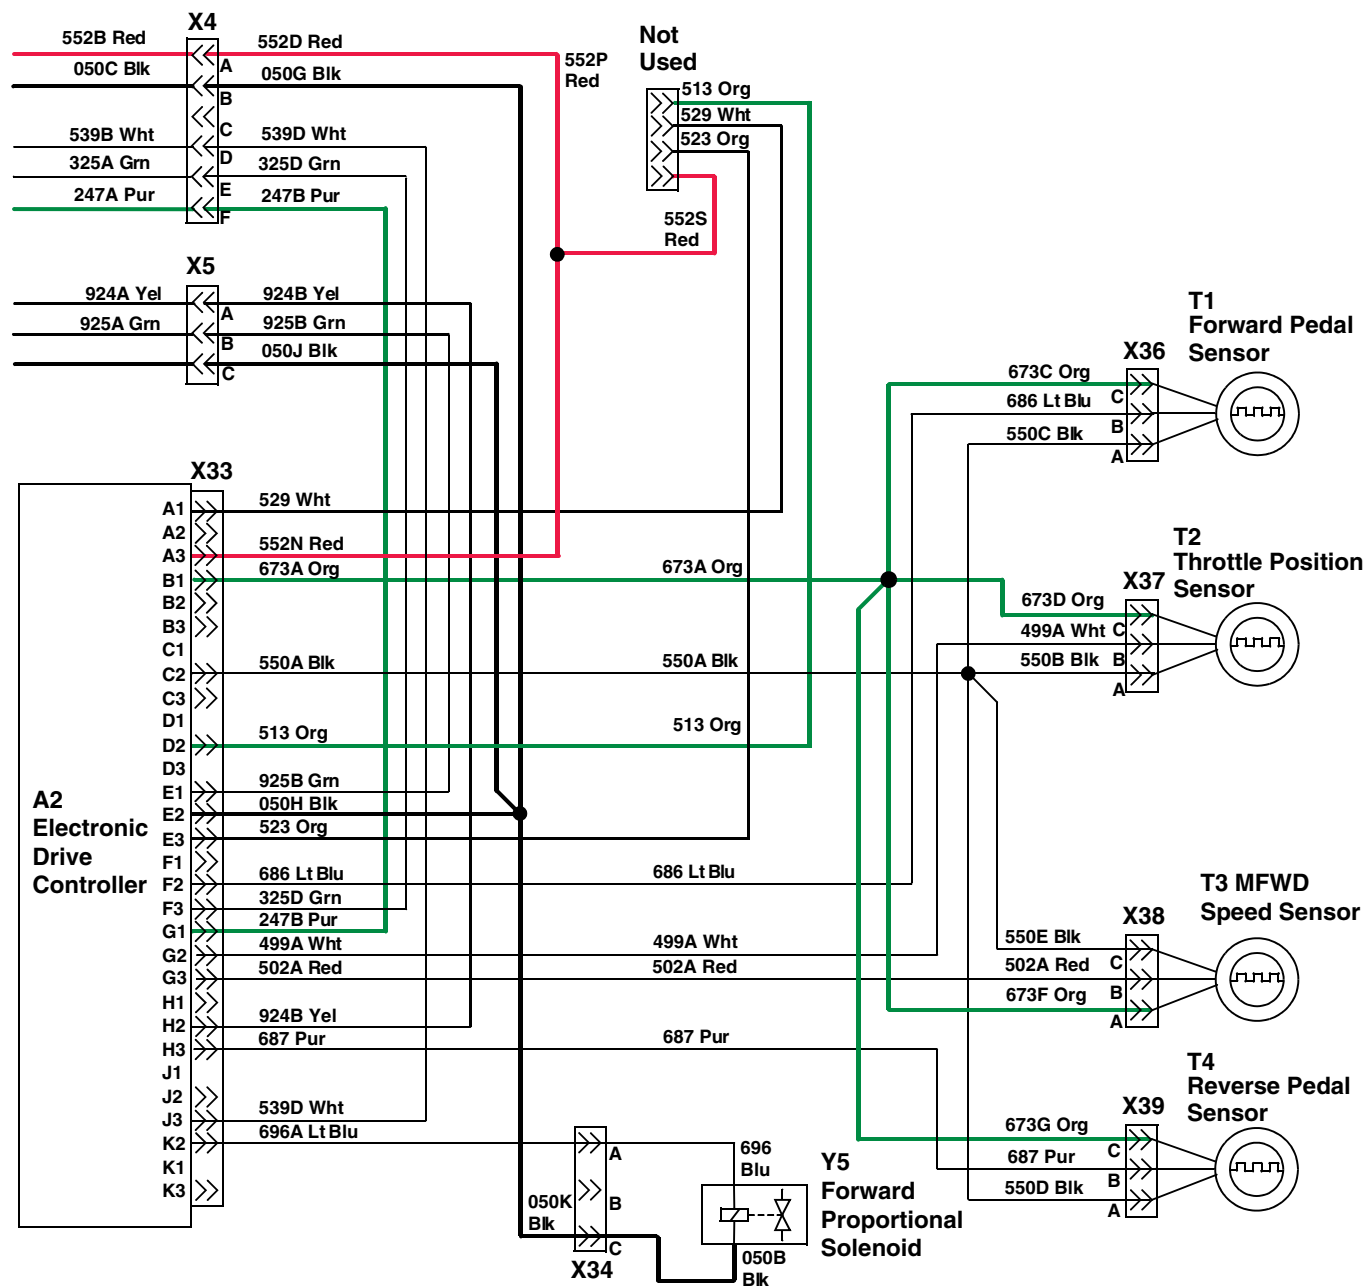 X4
552B Red
552D Red
A
050C Blk
050G Blk
B
C
539B Wht
539D Wht
D
325A Grn
325D Grn
E
247A Pur
247B Pur
F
552P
Red
Not
Used
513 Org
529 Wht
523 Org
552S
Red
X5
924A Yel
924B Yel
A
925A Grn
925B Grn
B
050J Blk
C
T1
Forward Pedal
Sensor
X36
673C Org
C
686 Lt Blu
B
550C Blk
A
X33
A1
529 Wht
A2
A3
552N Red
B1
673A Org
673A Org
B2
B3
C1
C2
550A Blk
550A Blk
C3
D1
D2
513 Org
513 Org
D3
E1
925B Grn
E2
050H Blk
E3
523 Org
F1
F2
686 Lt Blu
686 Lt Blu
F3
325D Grn
G1
247B Pur
G2
499A Wht
499A Wht
G3
502A Red
502A Red
H1
H2
924B Yel
H3
687 Pur
687 Pur
J1
J2
J3
539D Wht
K2
696A Lt Blu
K1
K3
A2
Electronic
Drive
Controller
T2
Throttle Position
Sensor
X37
673D Org
C
499A Wht
B
550B Blk
A
T3 MFWD
Speed Sensor
X38
550E Blk
C
502A Red
B
673F Org
A
T4
Reverse Pedal
Sensor
X39
673G Org
C
687 Pur
B
550D Blk
A
A
B
C
X34
050K
Blk
696
Blu
050B
Blk
Y5
Forward
Proportional
Solenoid